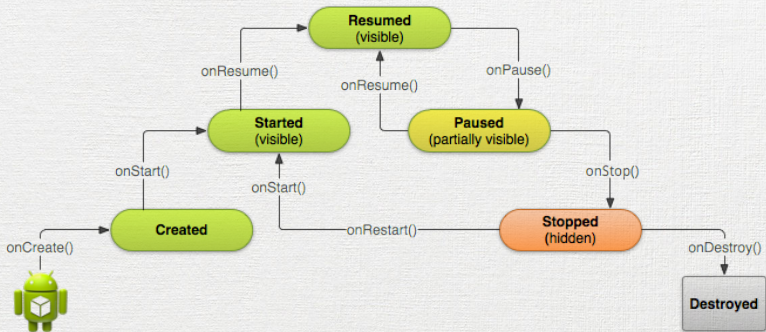 Resumed
(visible)
onResume()
onResume()
onPause()
Started
(visible)
Paused
(partially visible)
onStart()
onStart()
onStop()
Created
onRestart()
Stopped
(hidden)
onCreate()
onDestroy()
Destroyed